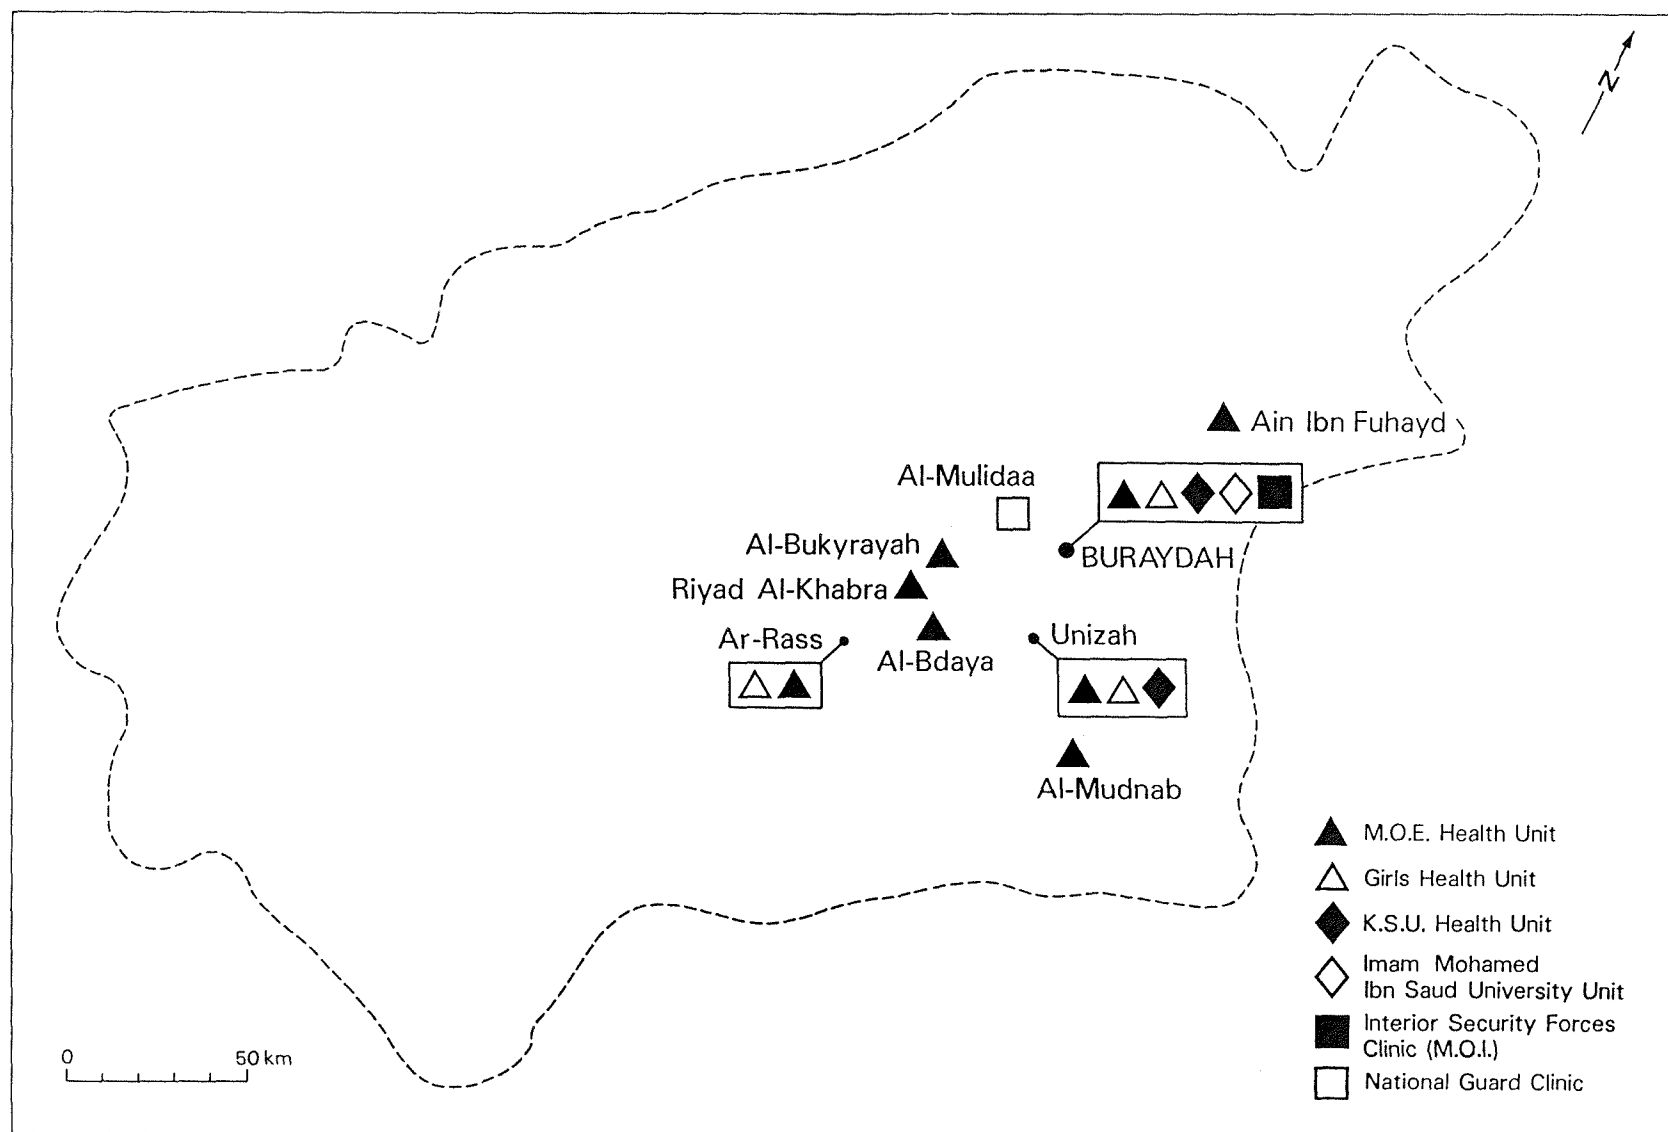 N
Ain Ibn Fuhayd
Al-Mulidaa
Al-Bukyrayah
BURAYDAH
Riyad Al-Khabra
Ar-Rass
Unizah
Al-Bdaya
Al-Mudnab
M.O.E. Health Unit
Girls Health Unit
K.S.U. Health Unit
Imam Mohamed
Ibn Saud University Unit
Interior Security Forces
Clinic (M.O.I.)
National Guard Clinic
0 50 km